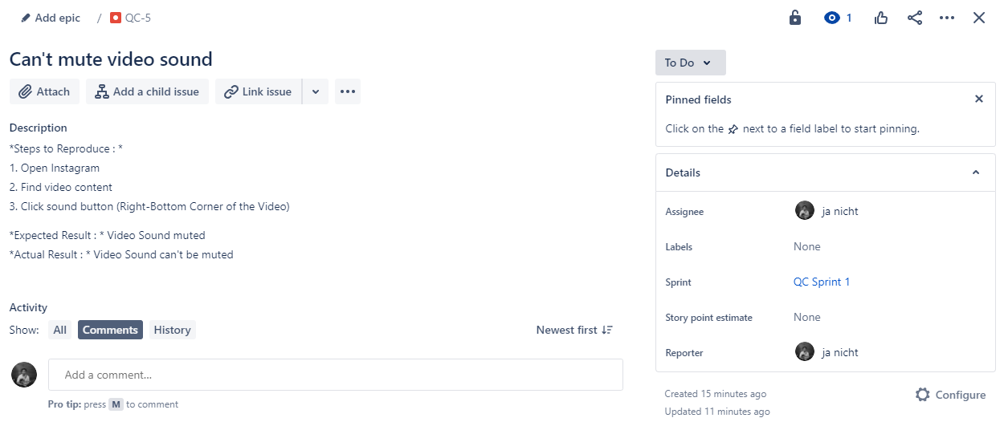 Add epic / QC-5
1
Can't mute video sound
Attach
Add a child issue
Link issue
Description
*Steps to Reproduce : *
1. Open Instagram
2. Find video content
3. Click sound button (Right-Bottom Corner of the Video)
*Expected Result : * Video Sound muted
*Actual Result : * Video Sound can't be muted
Activity
Show: All Comments History
Newest first
Add a comment...
Pro tip: press M to comment
To Do
Pinned fields
Click on the next to a field label to start pinning.
Details
Assignee ja nicht
Labels None
Sprint QC Sprint 1
Story point estimate None
Reporter ja nicht
Created 15 minutes ago
Configure
Updated 11 minutes ago